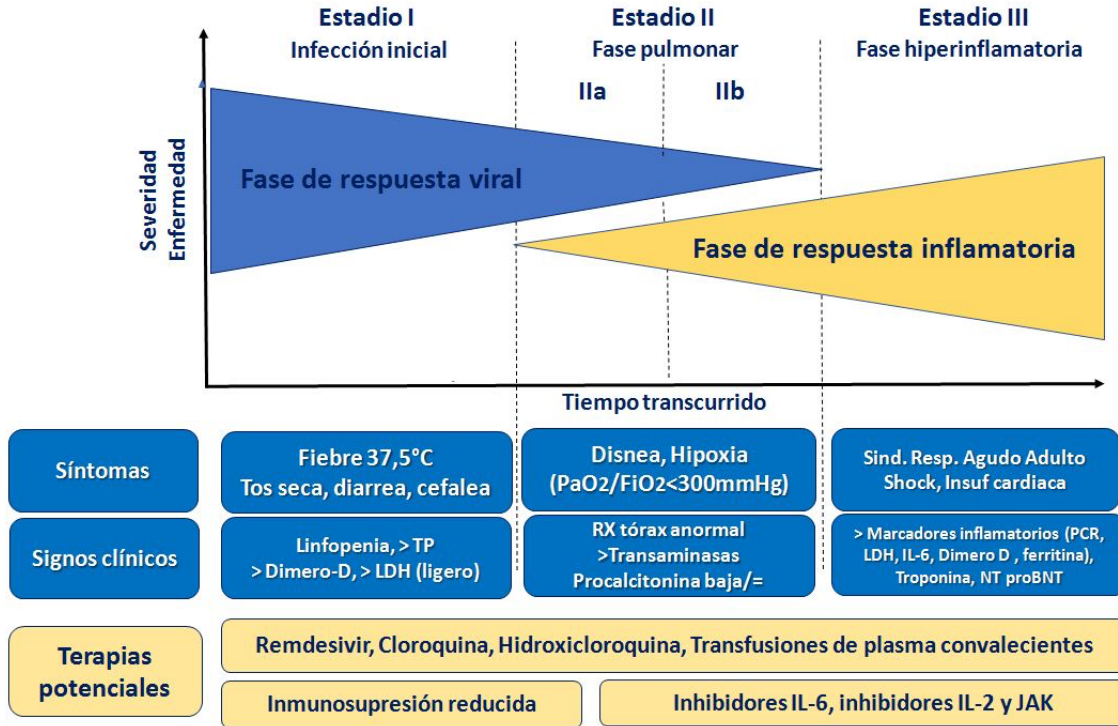 Estadio I
Infección inicial
Estadio II
Fase pulmonar
IIa
IIb
Estadio III
Fase hiperinflamatoria
Severidad
Enfermedad
Fase de respuesta viral
Fase de respuesta inflamatoria
Tiempo transcurrido
Síntomas
Fiebre 37,5°C
Tos seca, diarrea, cefalea
Disnea, Hipoxia
(PaO2/FiO2<300mmHg)
Sind. Resp. Agudo Adulto
Shock, Insuf cardiaca
Signos clínicos
Linfopenia, > TP
> Dimero-D, > LDH (ligero)
RX tórax anormal
>Transaminasas
Procalcitonina baja/=
> Marcadores inflamatorios (PCR,
LDH, IL-6, Dimero D , ferritina),
Troponina, NT proBNT
Terapias
potenciales
Remdesivir, Cloroquina, Hidroxicloroquina, Transfusiones de plasma convalecientes
Inmunosupresión reducida
Inhibidores IL-6, inhibidores IL-2 y JAK